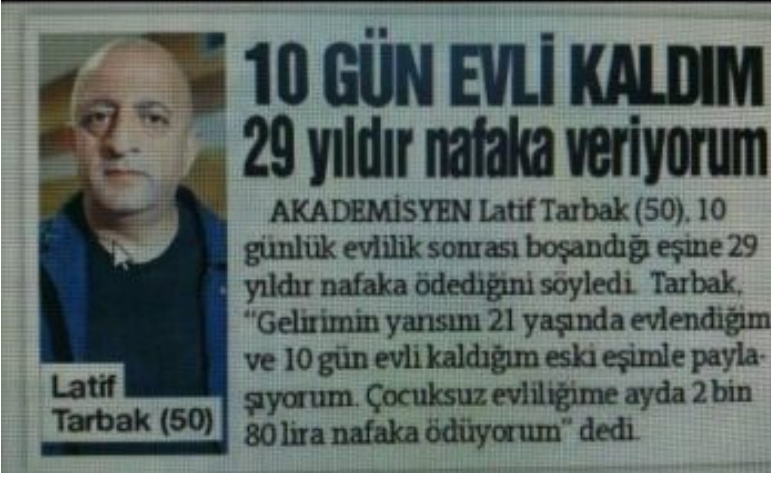 10 GÜN EVLİ KALDIM
29 yıldır nafaka veriyorum
AKADEMİSYEN Latif Tarbak (50), 10
günlük evlilik sonrası boşandığı eşine 29
yıldır nafaka ödediğini söyledi. Tarbak,
“Gelirimin yarısını 21 yaşında evlendiğim
ve 10 gün evli kaldığım eski eşimle payla-
şıyorum. Çocuksuz evliliğime ayda 2 bin
80 lira nafaka ödüyorum” dedi.
Latif
Tarbak (50)